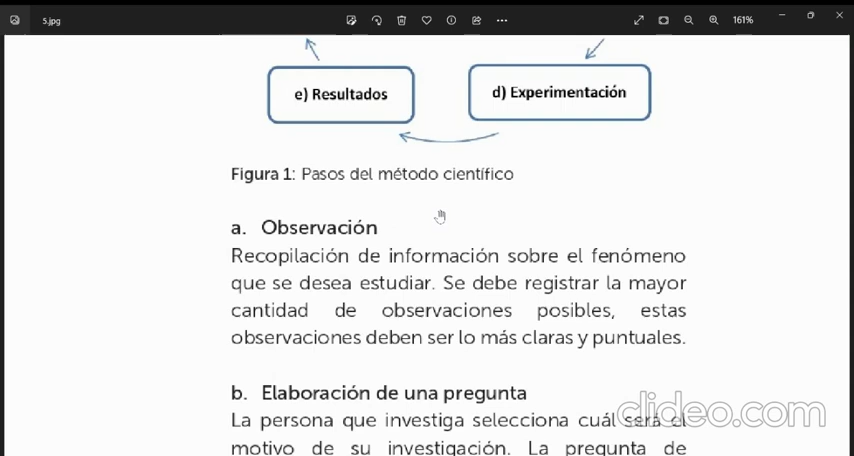 5.jpg
161%
e) Resultados
d) Experimentación
Figura 1: Pasos del método científico
a. Observación
Recopilación de información sobre el fenómeno
que se desea estudiar. Se debe registrar la mayor
cantidad de observaciones posibles, estas
observaciones deben ser lo más claras y puntuales.
b. Elaboración de una pregunta
La persona que investiga selecciona cuál será el
motivo de su investigación. La pregunta de
clideo.com